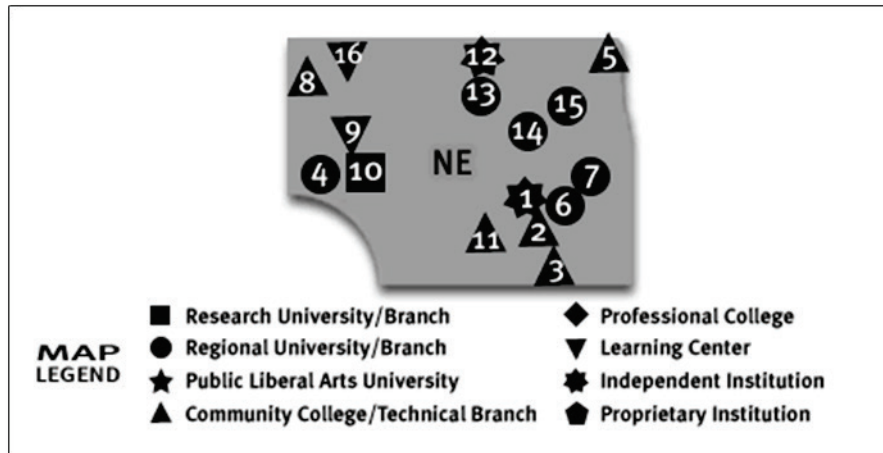 16
12
5
8
13
15
14
9
NE
4
10
7
1
6
11
2
3
MAP
LEGEND
Research University/Branch
Regional University/Branch
Public Liberal Arts University
Community College/Technical Branch
Professional College
Learning Center
Independent Institution
Proprietary Institution